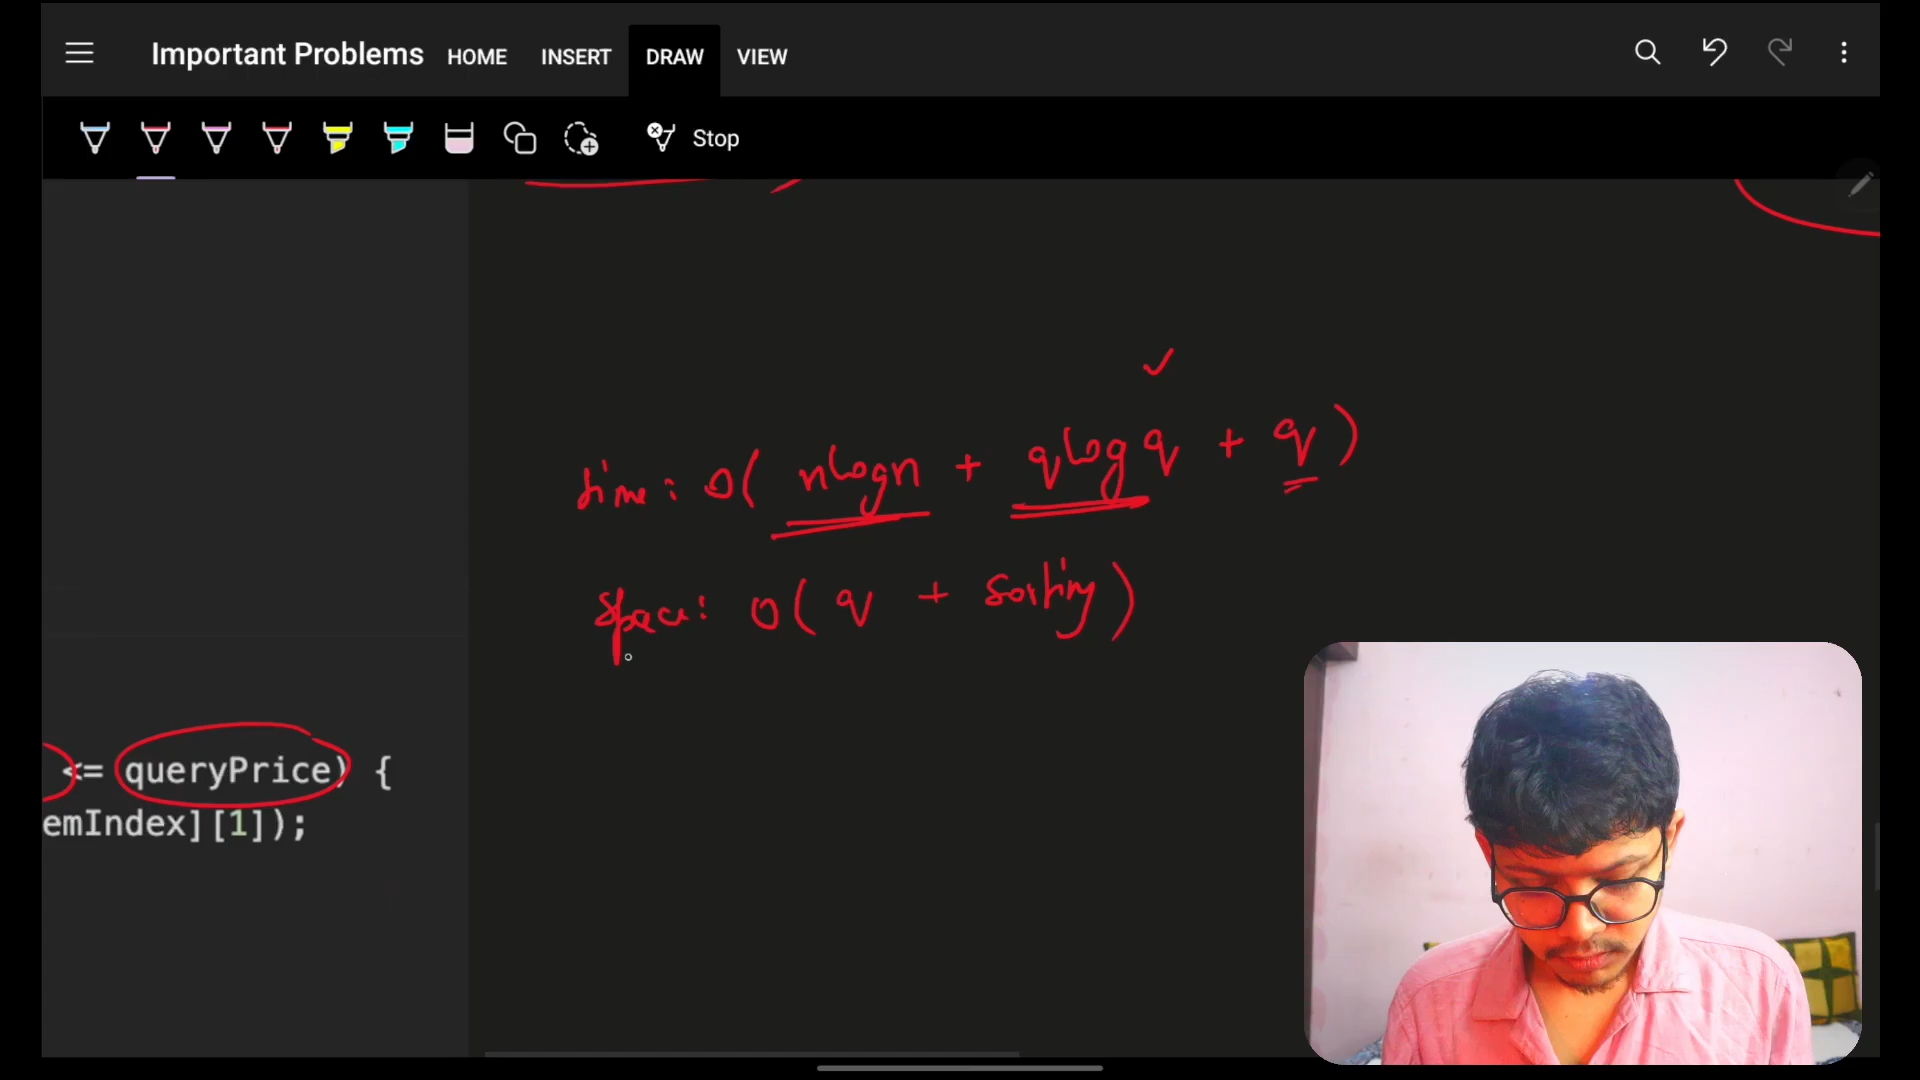 Important Problems HOME INSERT DRAW VIEW
Stop
time: O( nlogn + qlogq + q )
space: O( q + sorting )
<= queryPrice) {
emIndex][1]);